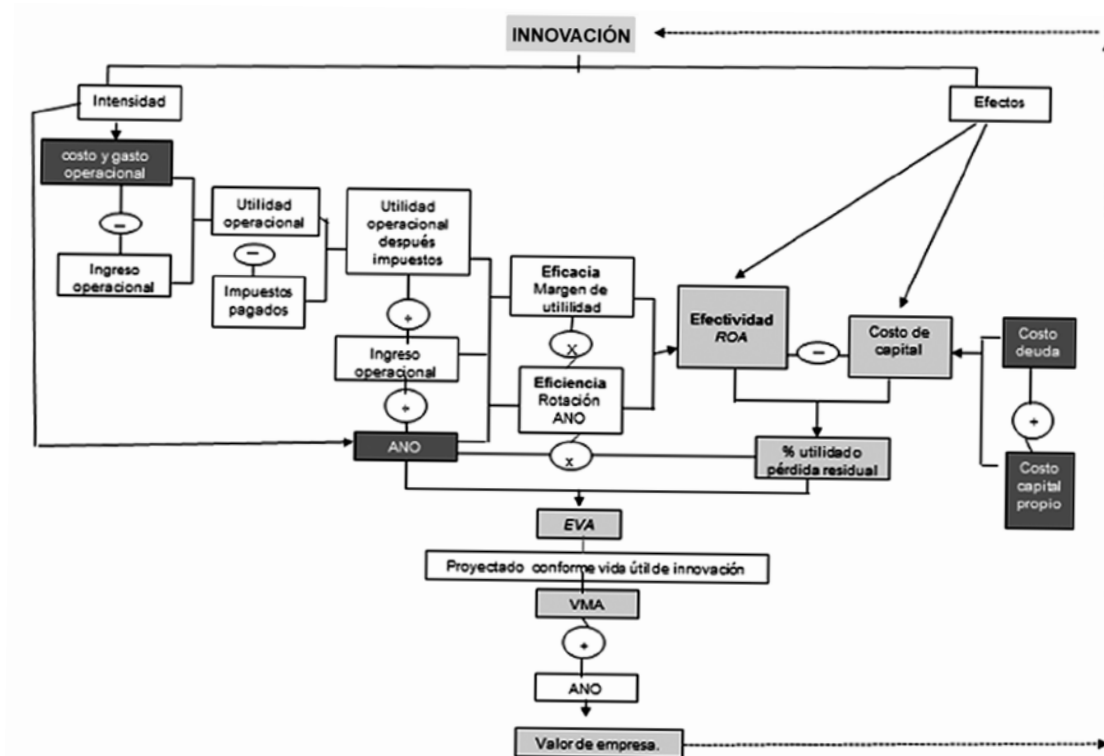 INNOVACIÓN
Intensidad
Efectos
costo y gasto
operacional
−
Ingreso
operacional
Utilidad
operacional
−
Impuestos
pagados
Utilidad
operacional
después
impuestos
÷
Ingreso
operacional
÷
ANO
Eficacia
Margen de
utililidad
x
Eficiencia
Rotación
ANO
x
Efectividad
ROA
−
Costo de
capital
Costo
deuda
+
Costo
capital
propio
% utilidado
pérdida residual
EVA
Proyectado conforme vida útil de innovación
VMA
+
ANO
Valor de empresa.